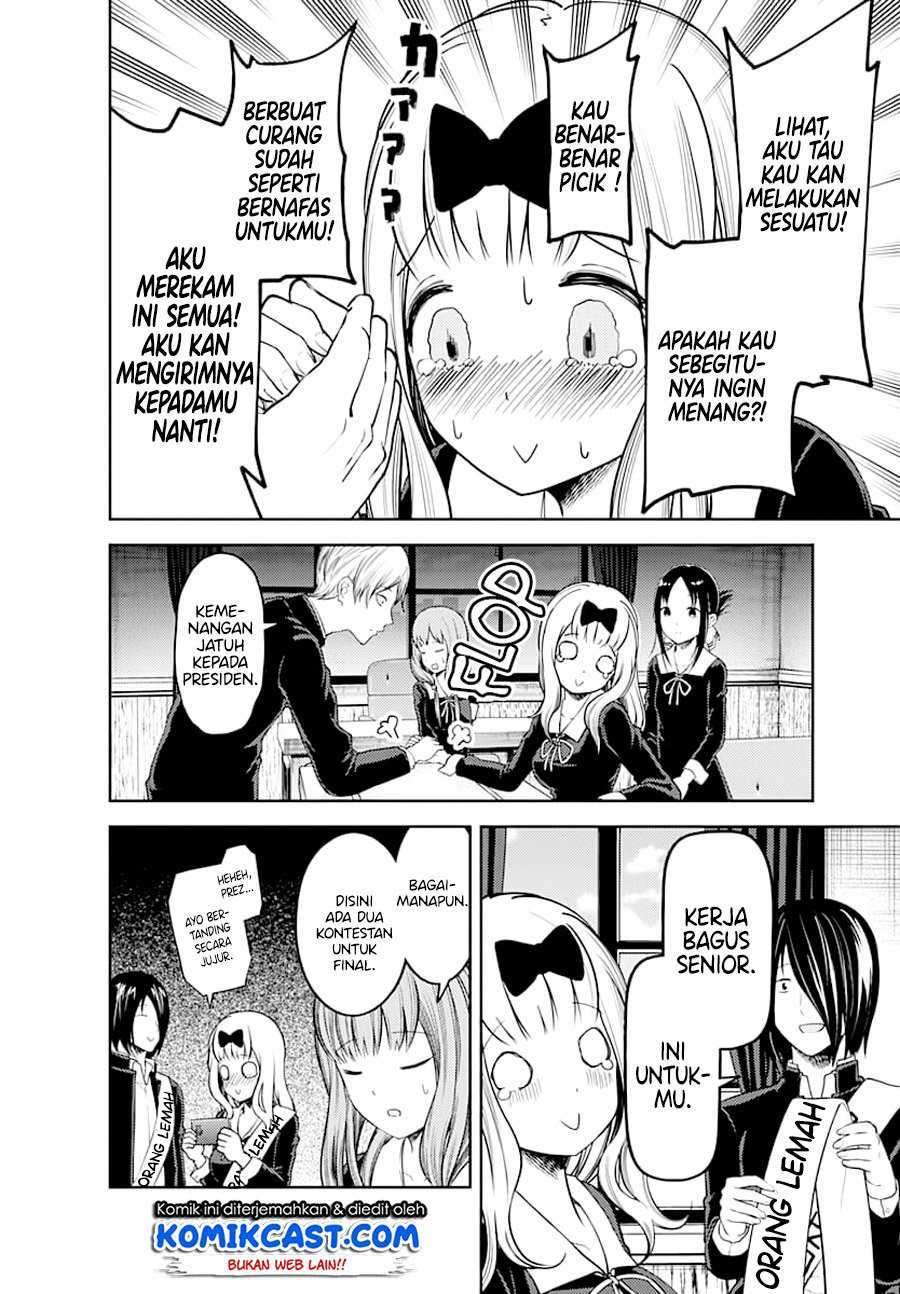 LIHAT,
AKU TAU
KAU KAN
MELAKUKAN
SESUATU!
APAKAH KAU
SEBEGITU-
NYA INGIN
MENANG?!
KAU
BENAR-
BENAR
PICIK !
カァァァァ
BERBUAT
CURANG
SUDAH
SEPERTI
BERNAFAS
UNTUKMU!
AKU
MEREKAM
INI SEMUA!
AKU KAN
MENGIRIMNYA
KEPADAMU
NANTI!
FLOP
KEME-
NANGAN
JATUH
KEPADA
PRESIDEN.
KERJA
BAGUS
SENIOR.
INI
UNTUK-
MU.
ORANG LEMAH
BAGAI-
MANAPUN.
DISINI
ADA DUA
KONTESTAN
UNTUK
FINAL.
HEHEH,
PREZ...
AYO BER-
TANDING
SECARA
JUJUR.
ORANG LEMAH
LEMAH
Komik ini diterjemahkan & diedit oleh
KOMIKCAST.COM
BUKAN WEB LAIN!!